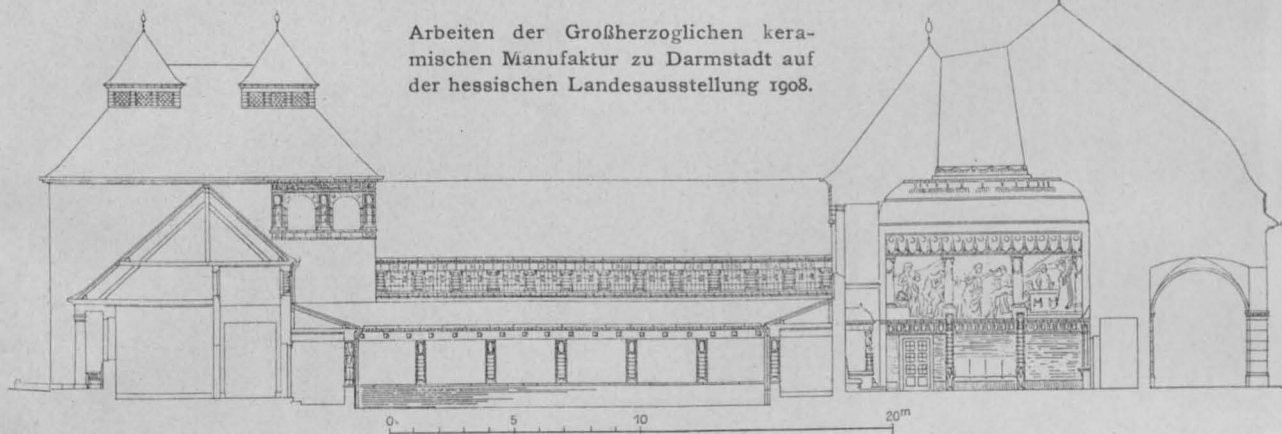 Arbeiten der Großherzoglichen kera-
mischen Manufaktur zu Darmstadt auf
der hessischen Landesausstellung 1908.
0 5 10 20m